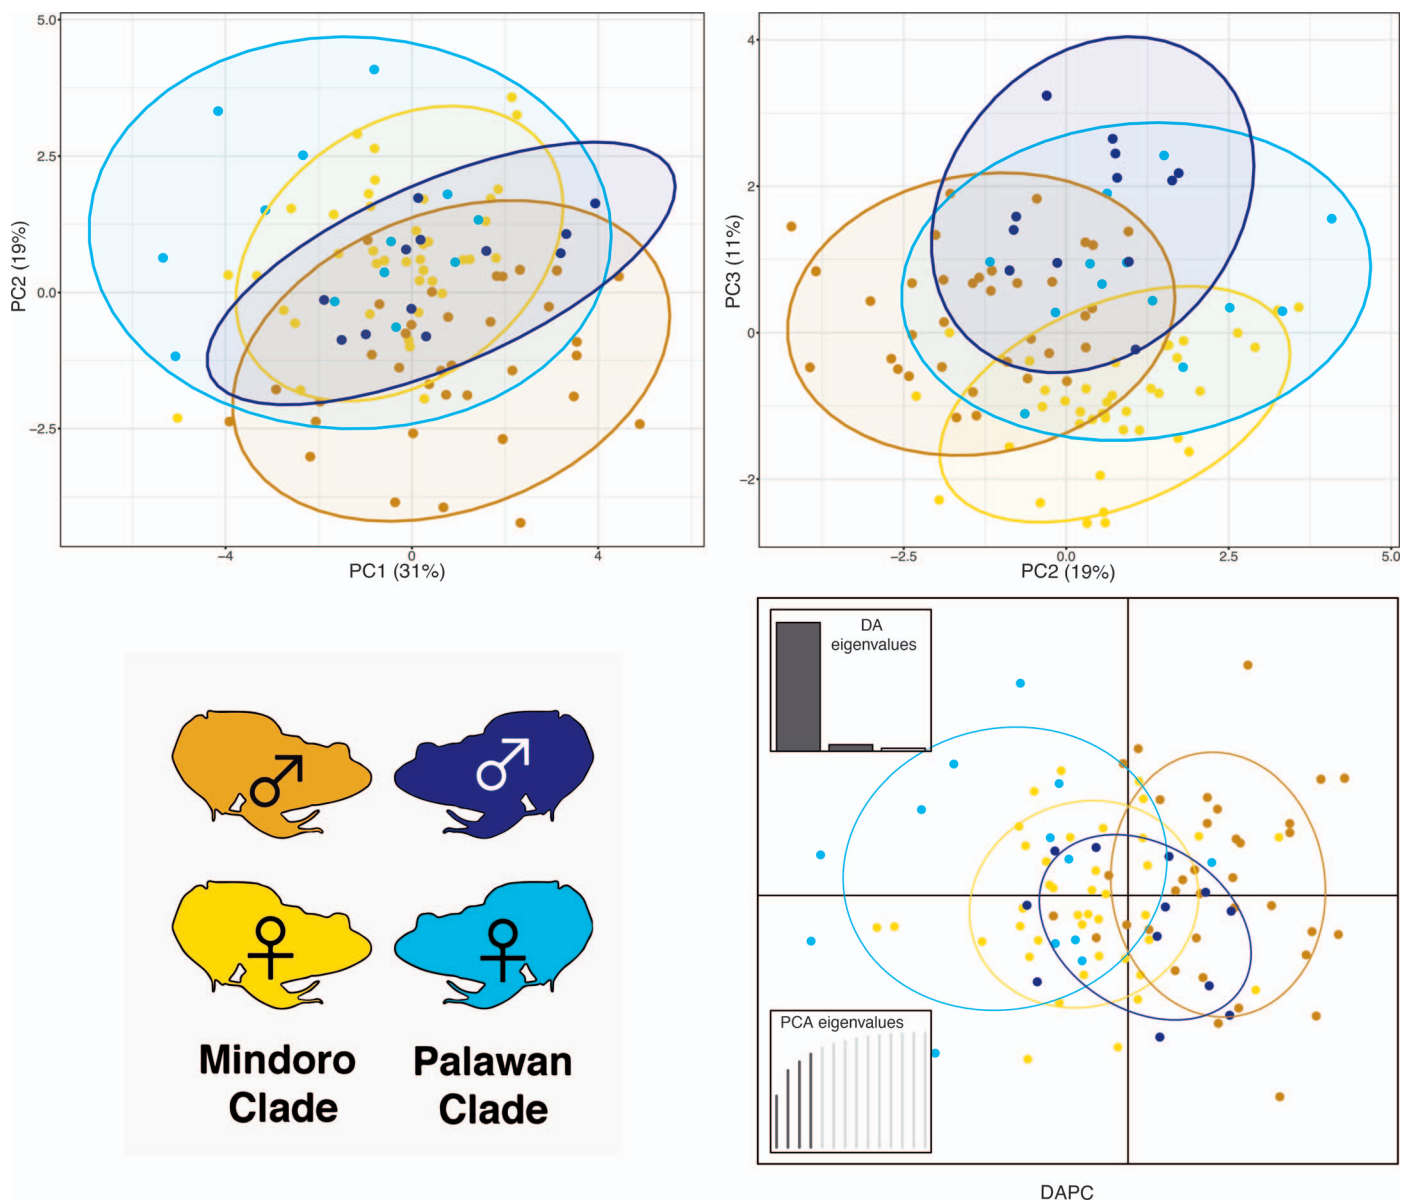 5.0
2.5
0.0
−2.5
PC2 (19%)
−4
0
4
PC1 (31%)
4
2
0
−2
PC3 (11%)
−2.5
0.0
2.5
5.0
PC2 (19%)
♂
♂
♀
♀
Mindoro
Clade
Palawan
Clade
DA
eigenvalues
PCA eigenvalues
DAPC